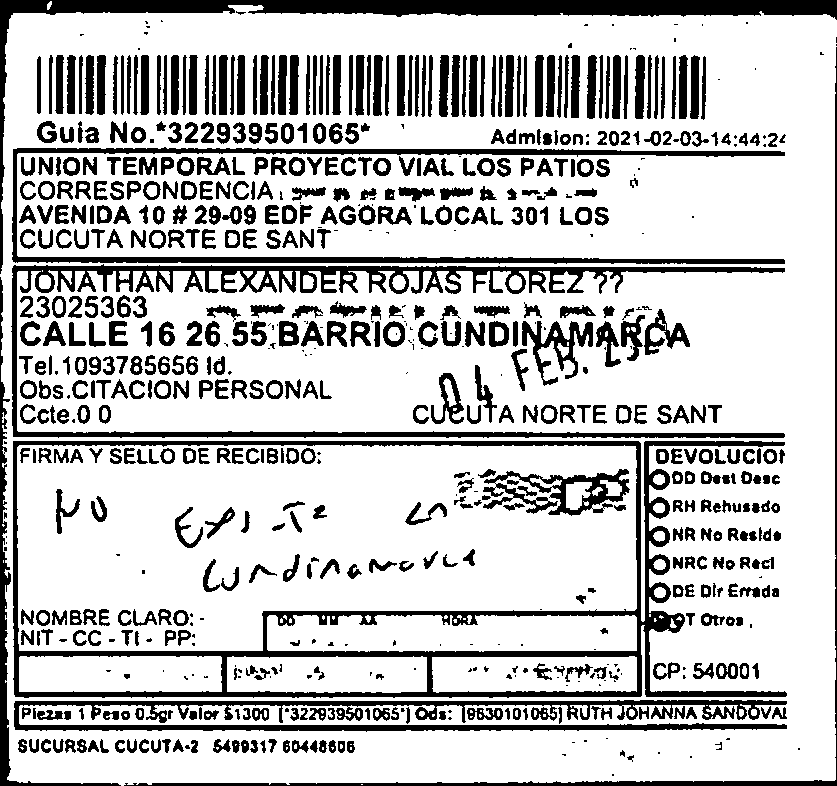 Guia No.*322939501065*
Admision: 2021-02-03-14:44:24
UNION TEMPORAL PROYECTO VIAL LOS PATIOS
CORRESPONDENCIA
AVENIDA 10 # 29-09 EDF AGORA LOCAL 301 LOS
CUCUTA NORTE DE SANT
JONATHAN ALEXANDER ROJAS FLOREZ ??
23025363
CALLE 16 26 55 BARRIO CUNDINAMARCA
Tel.1093785656 Id.
04 FEB.
Obs.CITACION PERSONAL
Ccte.0 0
CUCUTA NORTE DE SANT
FIRMA Y SELLO DE RECIBIDO:
NO Existe en
Cundinamarca
NOMBRE CLARO:
NIT - CC - TI - PP:
DD MM AA HORA
DEVOLUCION
DD Dest Desc
RH Rehusado
NR No Reside
NRC No Recl
DE Dir Errada
OT Otros
CP: 540001
Piezas 1 Peso 0.5gr Valor $1300 [*322939501065*] Ods: [9630101065] RUTH JOHANNA SANDOVAL
SUCURSAL CUCUTA-2 5499317 60448606